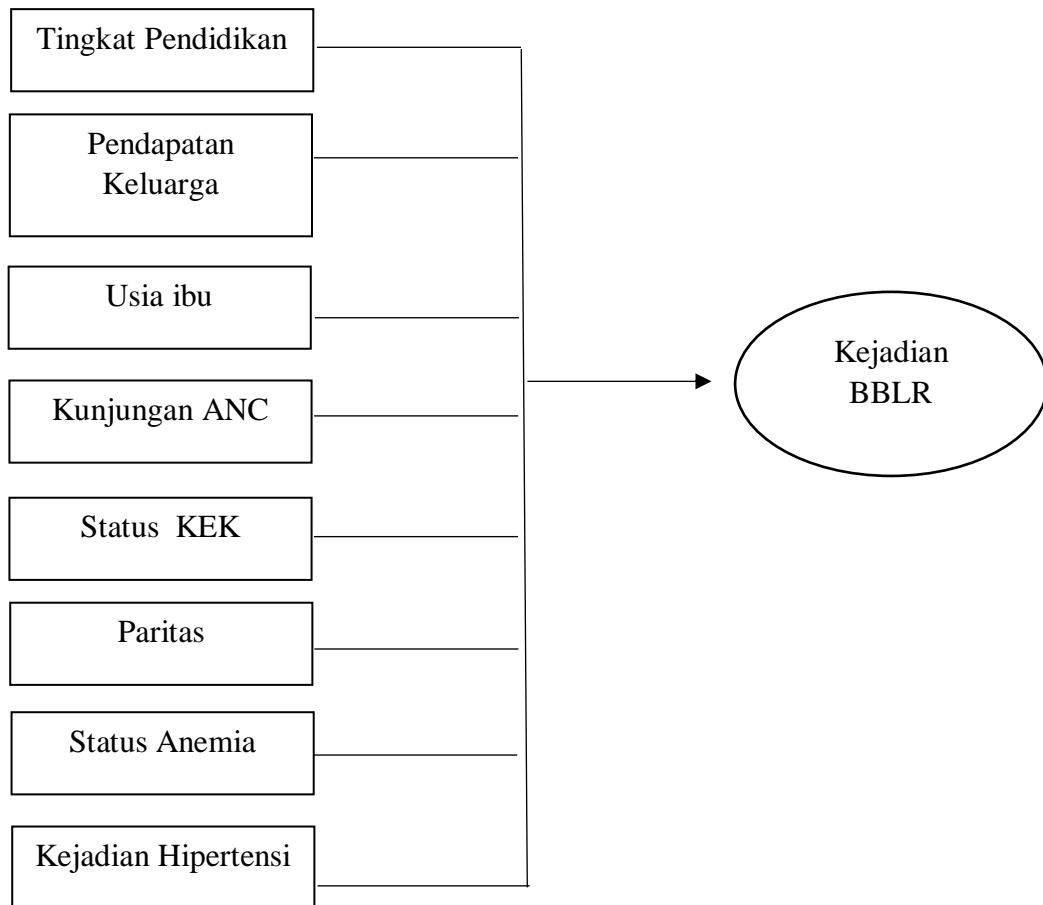 Tingkat Pendidikan
Pendapatan
Keluarga
Usia ibu
Kunjungan ANC
Status KEK
Paritas
Status Anemia
Kejadian Hipertensi
Kejadian
BBLR